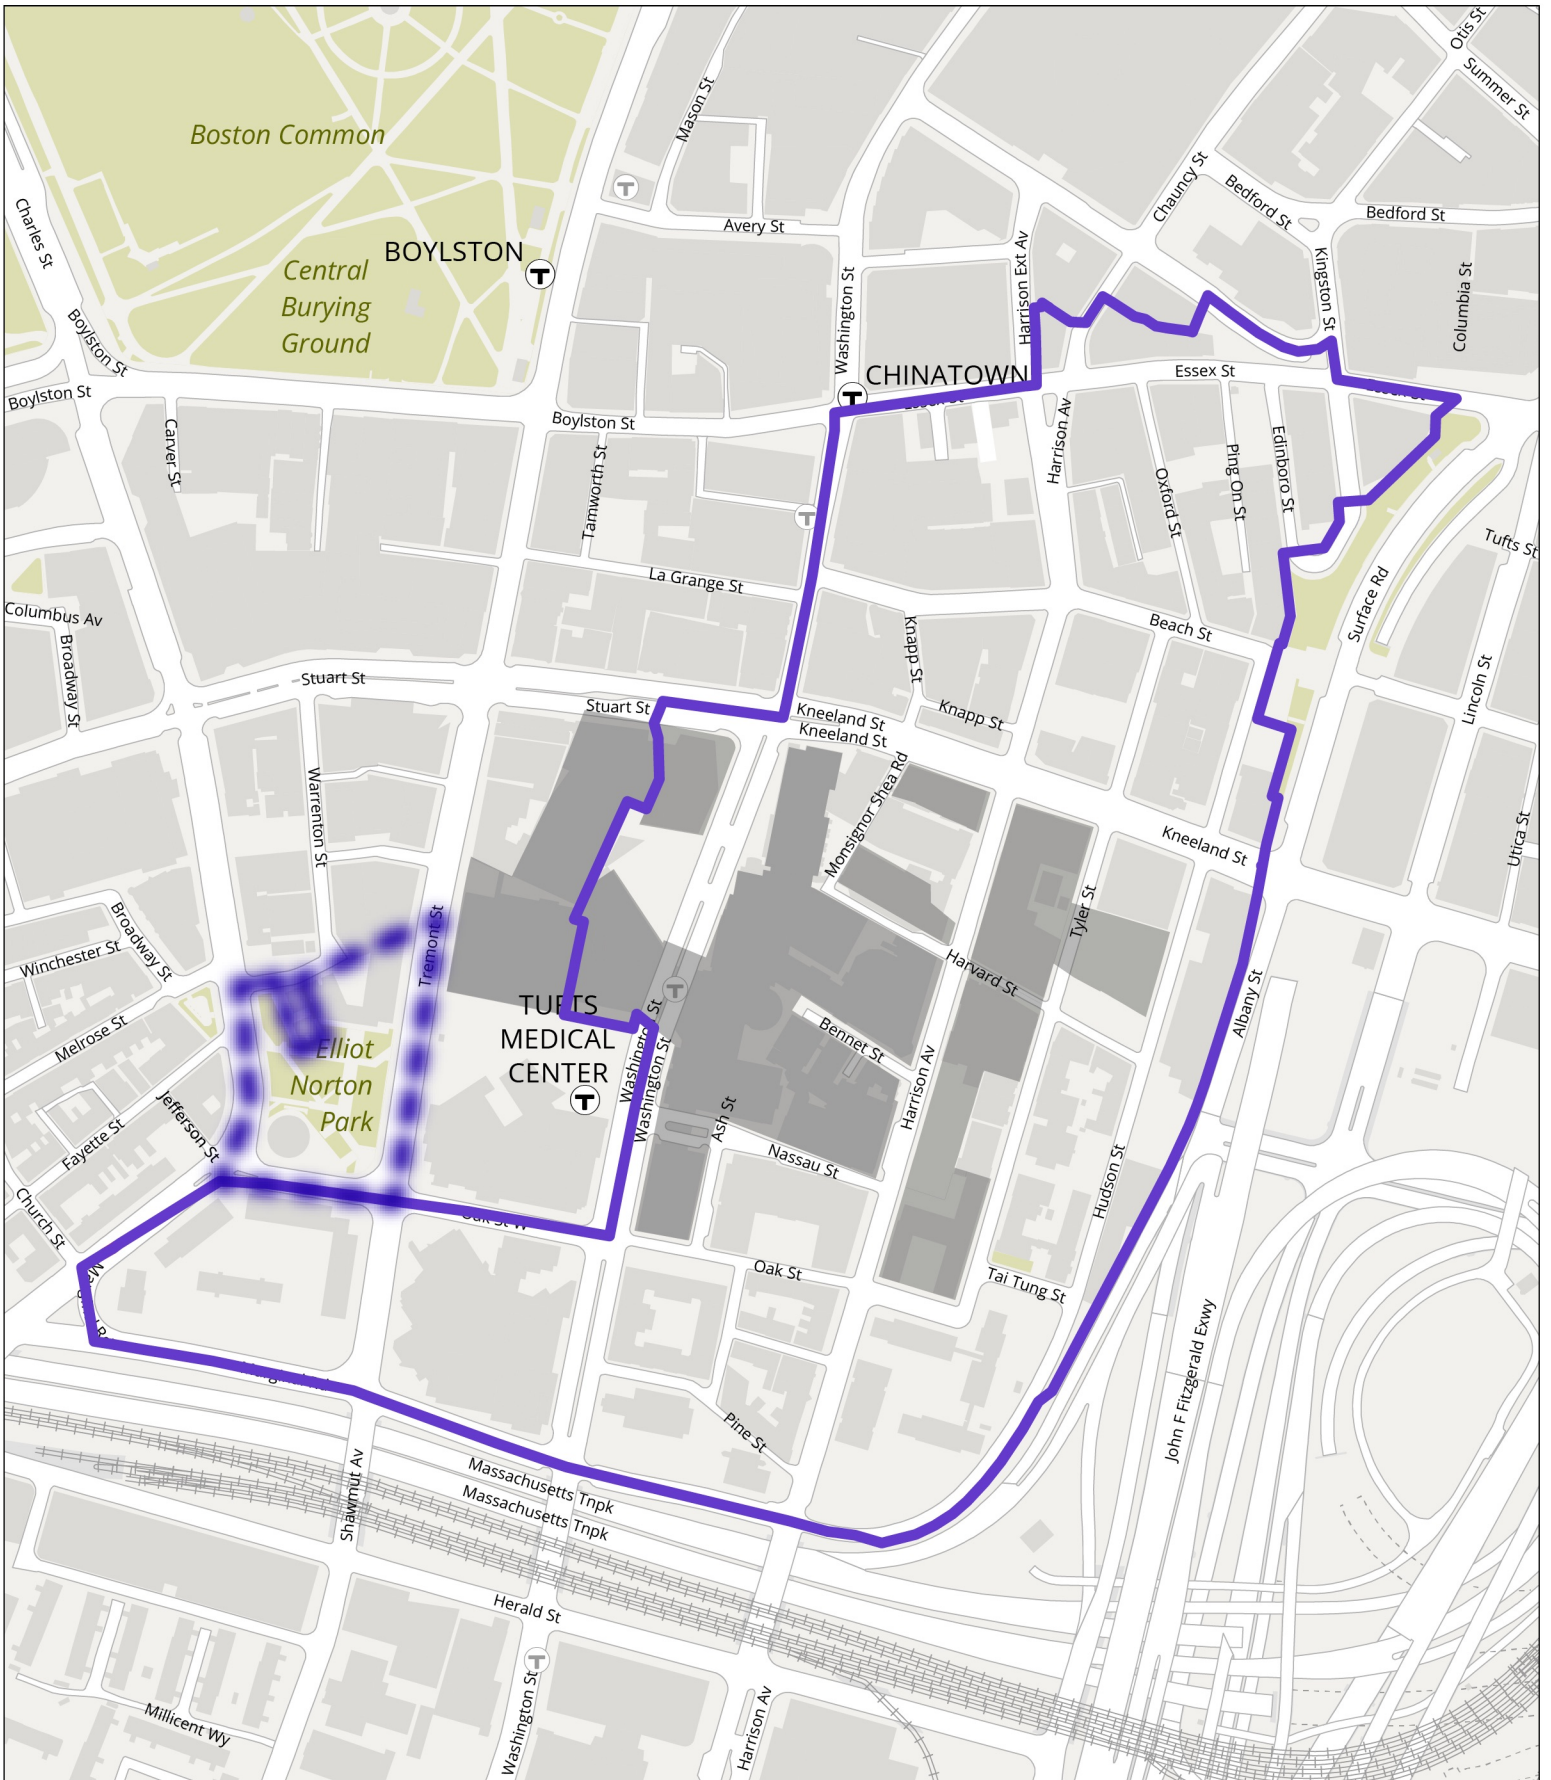 Otis St
Summer St
Mason St
Boston Common
Chauncy St
Bedford St
Bedford St
Charles St
Avery St
BOYLSTON
T
Central
Burying
Ground
Harrison Ext Av
Kingston St
Columbia St
Washington St
Boylston St
CHINATOWN
T
Essex St
Boylston St
Boylston St
Essex St
Essex St
Carver St
Tamworth St
Harrison Av
Oxford St
Ping On St
Edinboro St
T
T
Tufts St
La Grange St
Surface Rd
Columbus Av
Broadway St
Knapp St
Beach St
Stuart St
Stuart St
Kneeland St
Kneeland St
Knapp St
Lincoln St
Warrenton St
Monsignor Shea Rd
Kneeland St
Utica St
Broadway St
Winchester St
Tremont St
Tyler St
Harvard St
T
TUFTS
MEDICAL
CENTER
T
Washington St
Washington St
Albany St
Melrose St
Bennet St
Elliot
Norton
Park
Jefferson St
Fayette St
Harrison Av
Ash St
Nassau St
Hudson St
Church St
Oak St W
Oak St
Tai Tung St
John F Fitzgerald Exwy
Pine St
Shawmut Av
Massachusetts Tnpk
Massachusetts Tnpk
Herald St
T
Washington St
Harrison Av
Millicent Wy